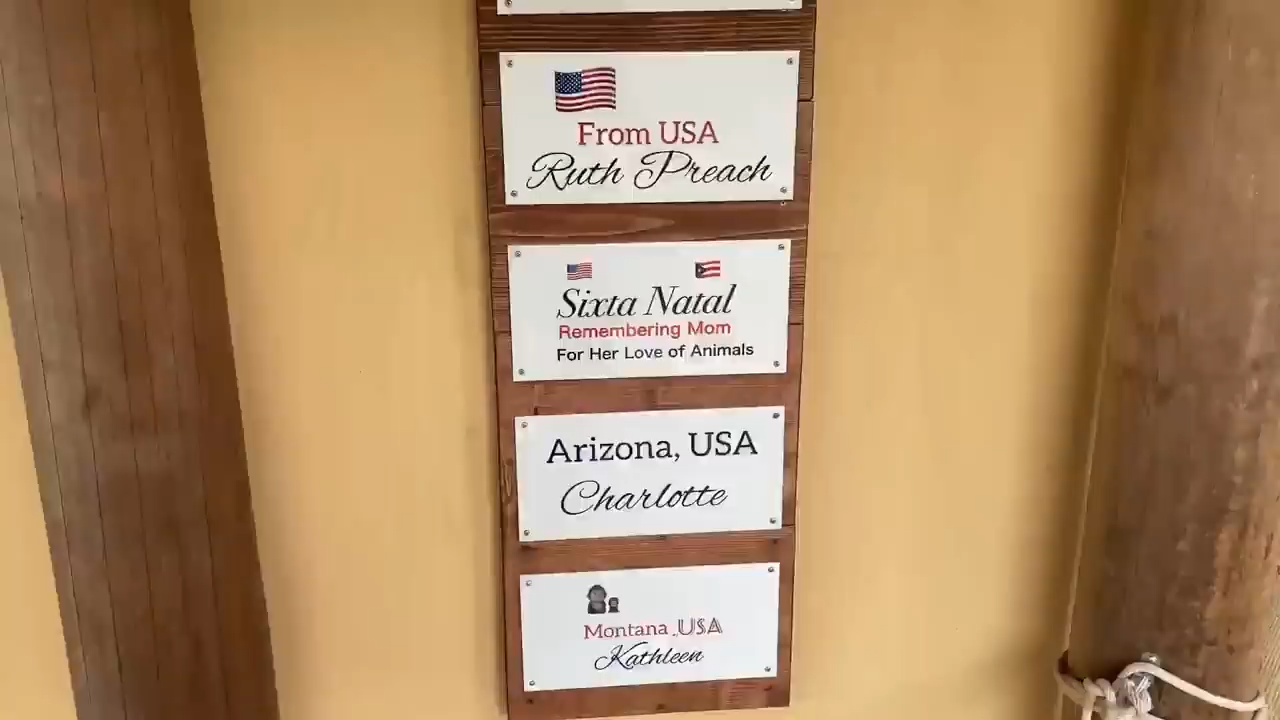 From USA
Ruth Preach
Sixta Natal
Remembering Mom
For Her Love of Animals
Arizona, USA
Charlotte
Montana .USA
Kathleen